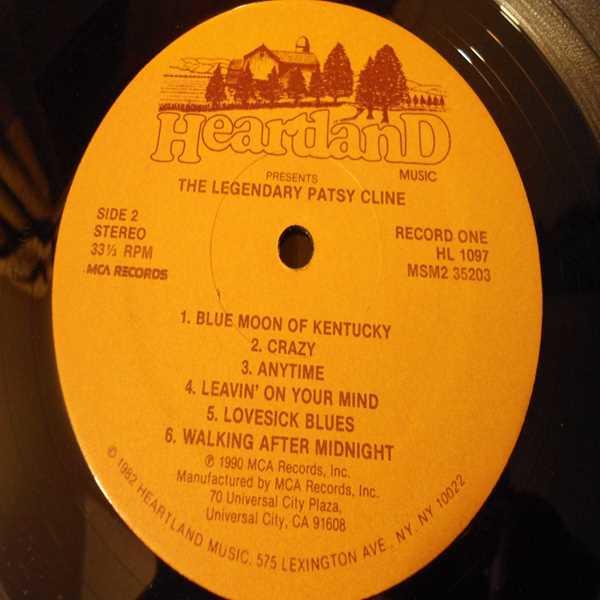 HeartlanD
MUSIC
PRESENTS
THE LEGENDARY PATSY CLINE
SIDE 2
STEREO
33⅓ RPM
MCA RECORDS
RECORD ONE
HL 1097
MSM2 35203
1. BLUE MOON OF KENTUCKY
2. CRAZY
3. ANYTIME
4. LEAVIN' ON YOUR MIND
5. LOVESICK BLUES
6. WALKING AFTER MIDNIGHT
℗ 1990 MCA Records, Inc.
Manufactured by MCA Records, Inc.
70 Universal City Plaza,
Universal City, CA 91608
© 1982 HEARTLAND MUSIC. 575 LEXINGTON AVE. NY. NY 10022